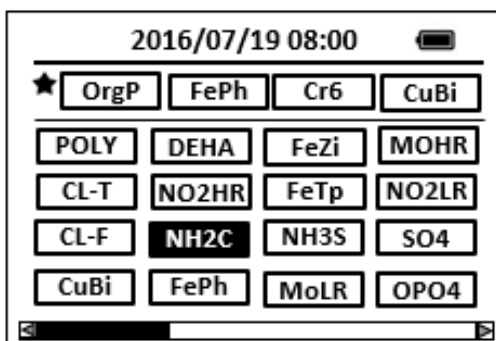 2016/07/19 08:00
OrgP FePh Cr6 CuBi
POLY DEHA FeZi MOHR
CL-T NO2HR FeTp NO2LR
CL-F NH2C NH3S SO4
CuBi FePh MoLR OPO4